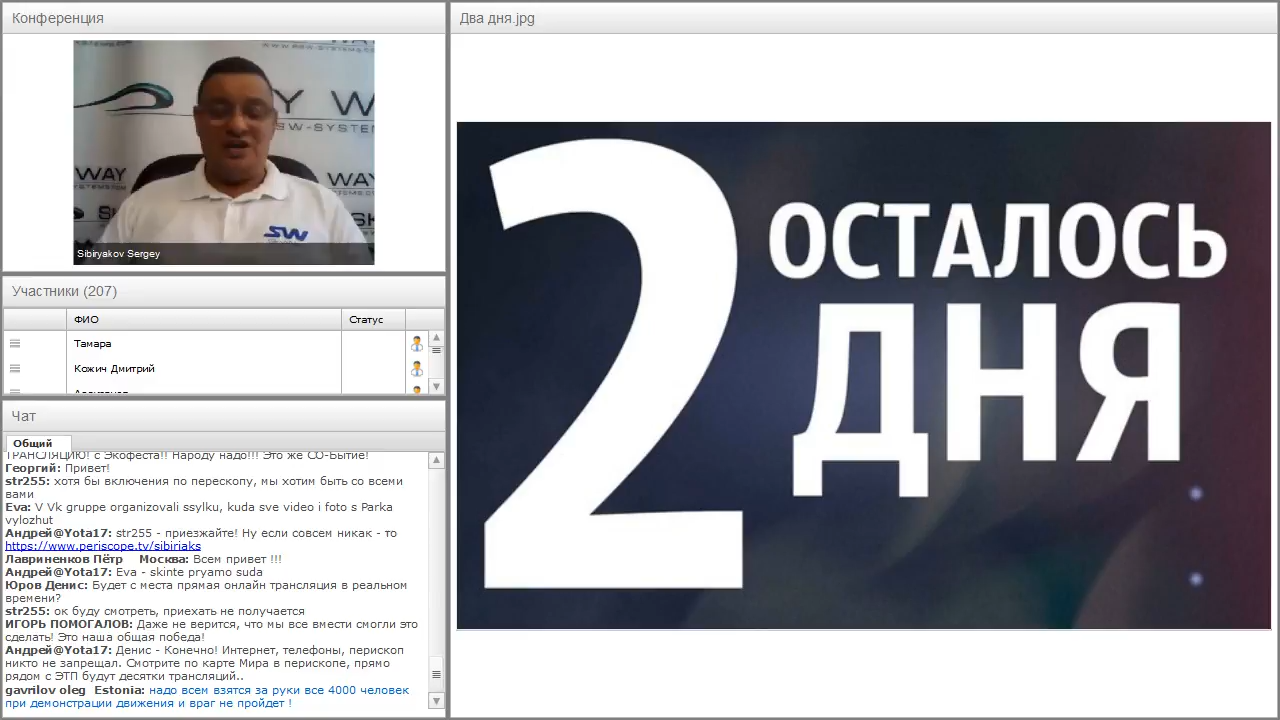 Конференция
WAY
Y W
SW-SYSTEM
WAY
WAY
SW
Sibiryakov Sergey
Участники (207)
ФИО Статус
Тамара
Кожич Дмитрий
Чат
Общий
ТРАНСЛЯЦИЮ! с Экофеста!! Народу надо!!! Это же СО-Бытие!
Георгий: Привет!
str255: хотя бы включения по перескопу, мы хотим быть со всеми
вами
Eva: V Vk gruppe organizovali ssylku, kuda sve video i foto s Parka
vylozhut
Андрей@Yota17: str255 - приезжайте! Ну если совсем никак - то
https://www.periscope.tv/sibiriaks
Лавриненков Пётр Москва: Всем привет !!!
Андрей@Yota17: Eva - skinte pryamo suda
Юров Денис: Будет с места прямая онлайн трансляция в реальном
времени?
str255: ок буду смотреть, приехать не получается
ИГОРЬ ПОМОГАЛОВ: Даже не верится, что мы все вмести смогли это
сделать! Это наша общая победа!
Андрей@Yota17: Денис - Конечно! Интернет, телефоны, перископ
никто не запрещал. Смотрите по карте Мира в перископе, прямо
рядом с ЭТП будут десятки трансляций..
gavrilov oleg Estonia: надо всем взятся за руки все 4000 человек
при демонстрации движения и враг не пройдет !
Два дня.jpg
2 ОСТАЛОСЬ
ДНЯ